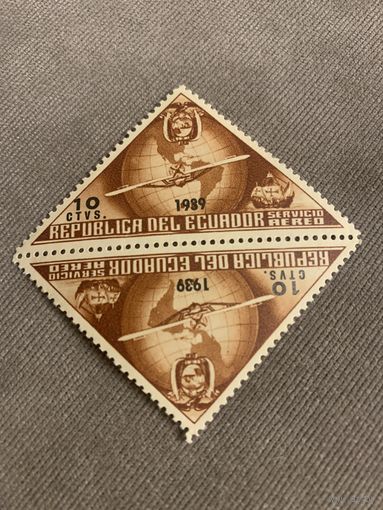 10
CTVS.
1939
REPUBLICA DEL ECUADOR
SERVICIO
AEREO
REPUBLICA DEL ECUADOR
SERVICIO
AEREO
1939
10
CTVS.